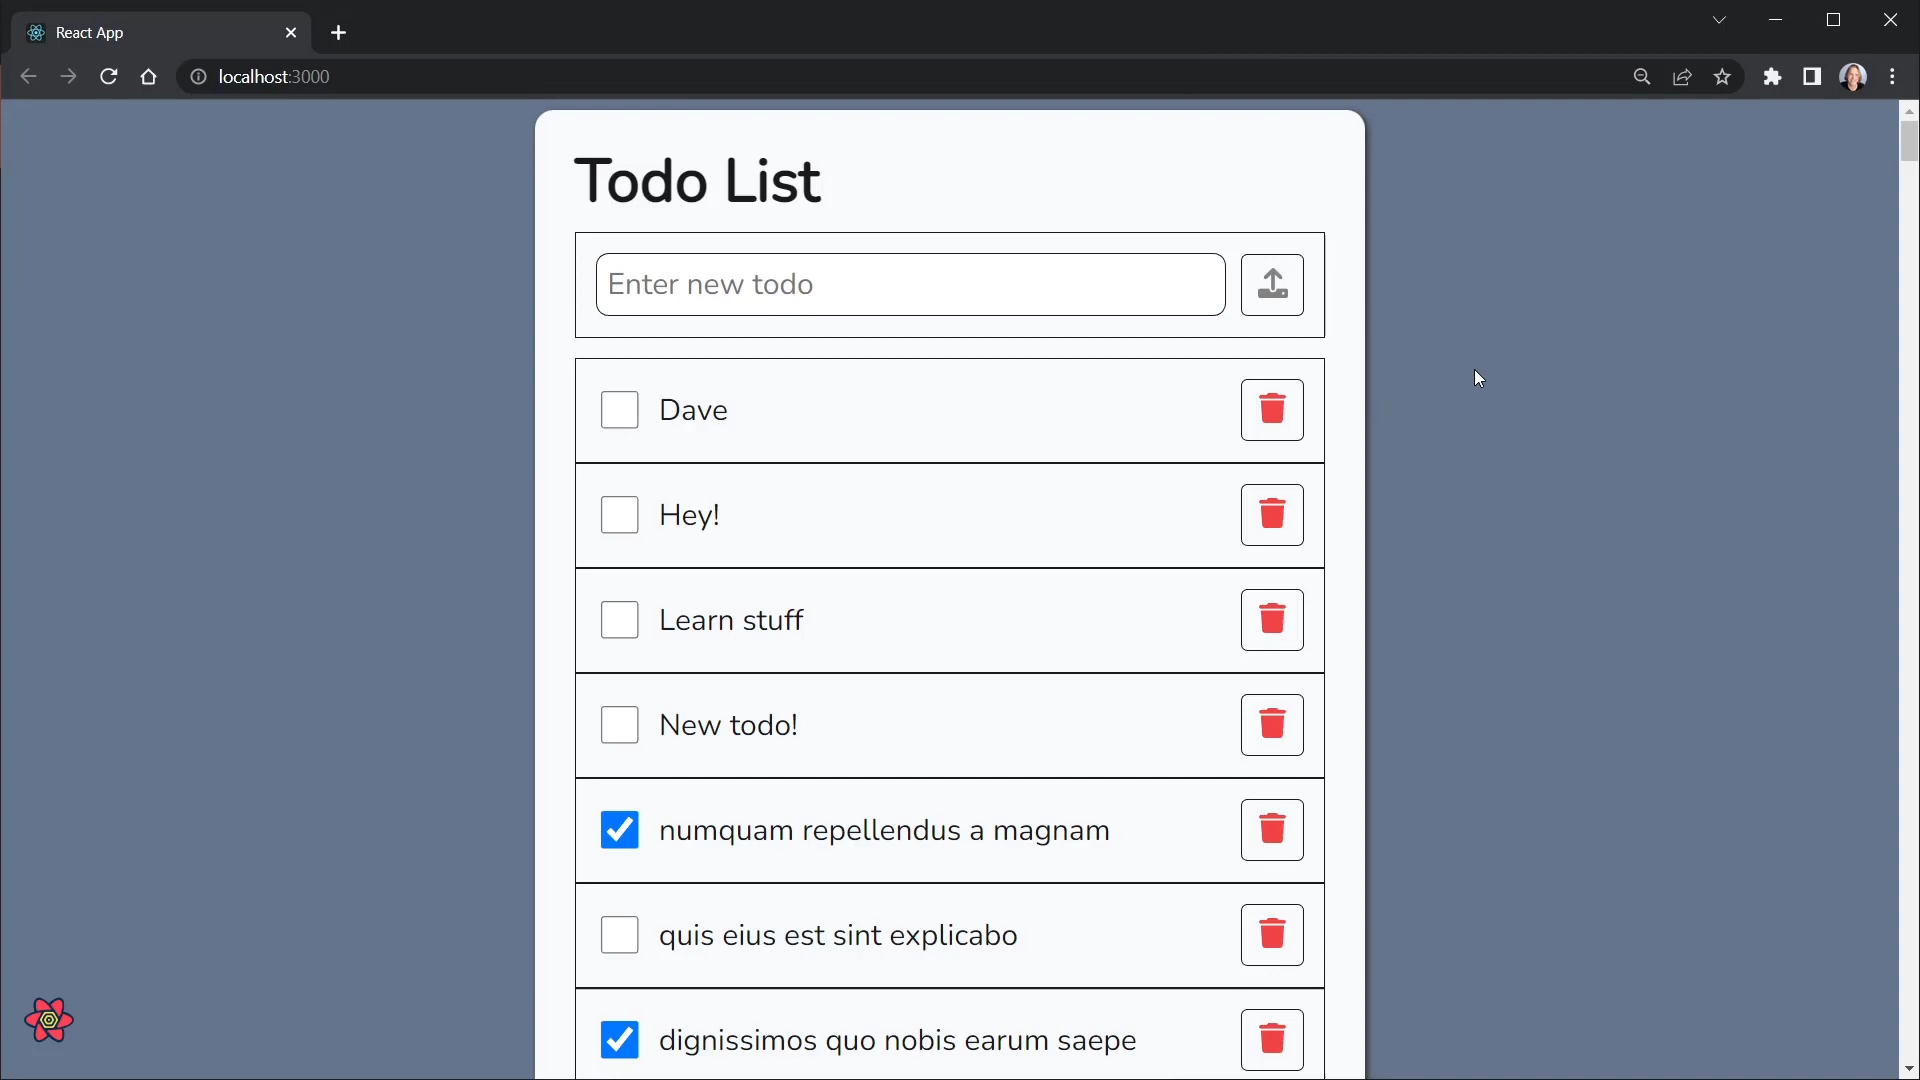 React App
localhost:3000
Todo List
Enter new todo
Dave
Hey!
Learn stuff
New todo!
numquam repellendus a magnam
quis eius est sint explicabo
dignissimos quo nobis earum saepe